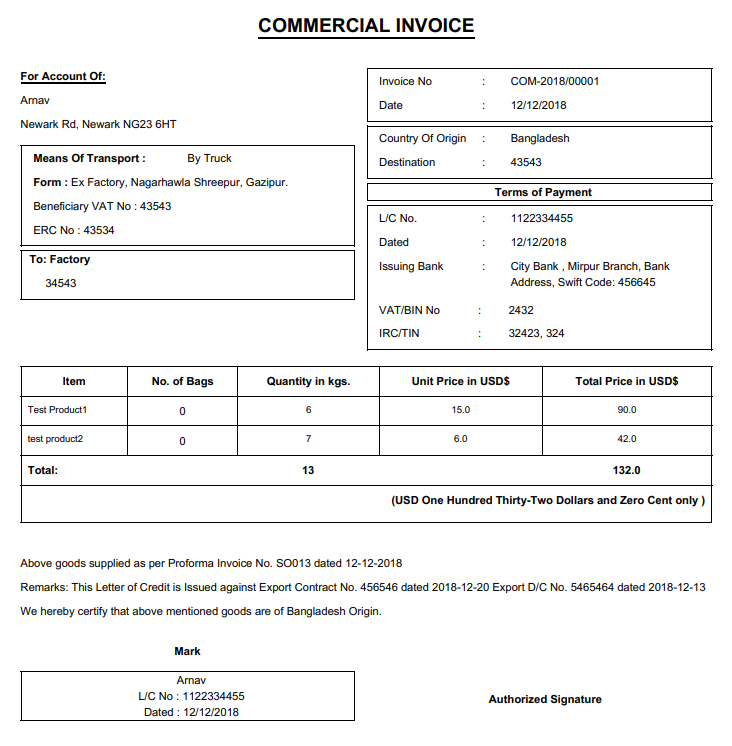 COMMERCIAL INVOICE
For Account Of:
Arnav
Newark Rd, Newark NG23 6HT
Means Of Transport : By Truck
Form : Ex Factory, Nagarhawla Shreepur, Gazipur.
Beneficiary VAT No : 43543
ERC No : 43534
To: Factory
34543
Invoice No : COM-2018/00001
Date : 12/12/2018
Country Of Origin : Bangladesh
Destination : 43543
Terms of Payment
L/C No. : 1122334455
Dated : 12/12/2018
Issuing Bank : City Bank , Mirpur Branch, Bank
Address, Swift Code: 456645
VAT/BIN No : 2432
IRC/TIN : 32423, 324
Item No. of Bags Quantity in kgs. Unit Price in USD$ Total Price in USD$
Test Product1 0 6 15.0 90.0
test product2 0 7 6.0 42.0
Total: 13 132.0
(USD One Hundred Thirty-Two Dollars and Zero Cent only )
Above goods supplied as per Proforma Invoice No. SO013 dated 12-12-2018
Remarks: This Letter of Credit is Issued against Export Contract No. 456546 dated 2018-12-20 Export D/C No. 5465464 dated 2018-12-13
We hereby certify that above mentioned goods are of Bangladesh Origin.
Mark
Arnav
L/C No : 1122334455
Dated : 12/12/2018
Authorized Signature